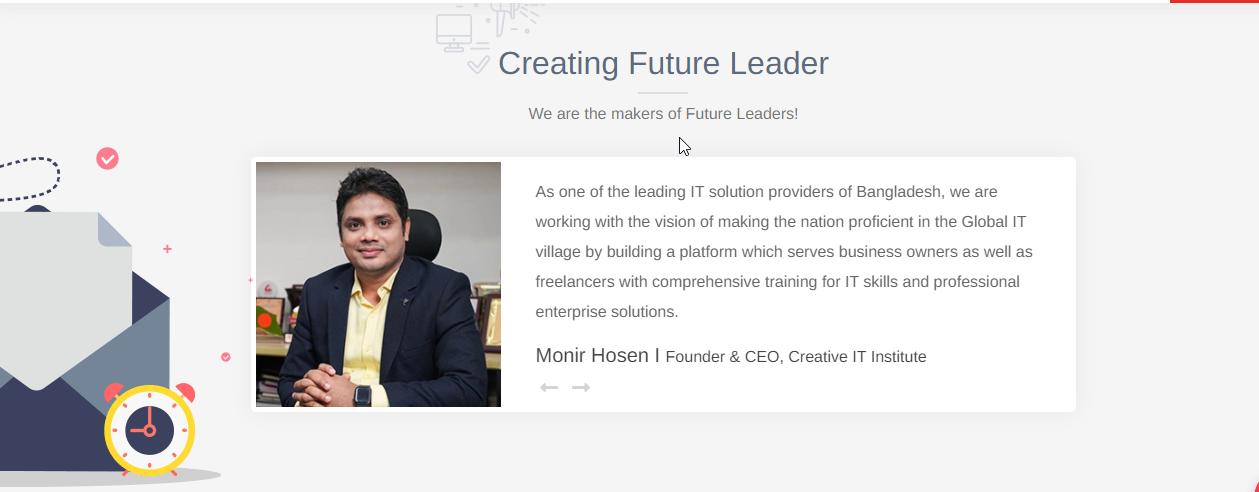 Creating Future Leader
We are the makers of Future Leaders!
As one of the leading IT solution providers of Bangladesh, we are
working with the vision of making the nation proficient in the Global IT
village by building a platform which serves business owners as well as
freelancers with comprehensive training for IT skills and professional
enterprise solutions.
Monir Hosen I Founder & CEO, Creative IT Institute